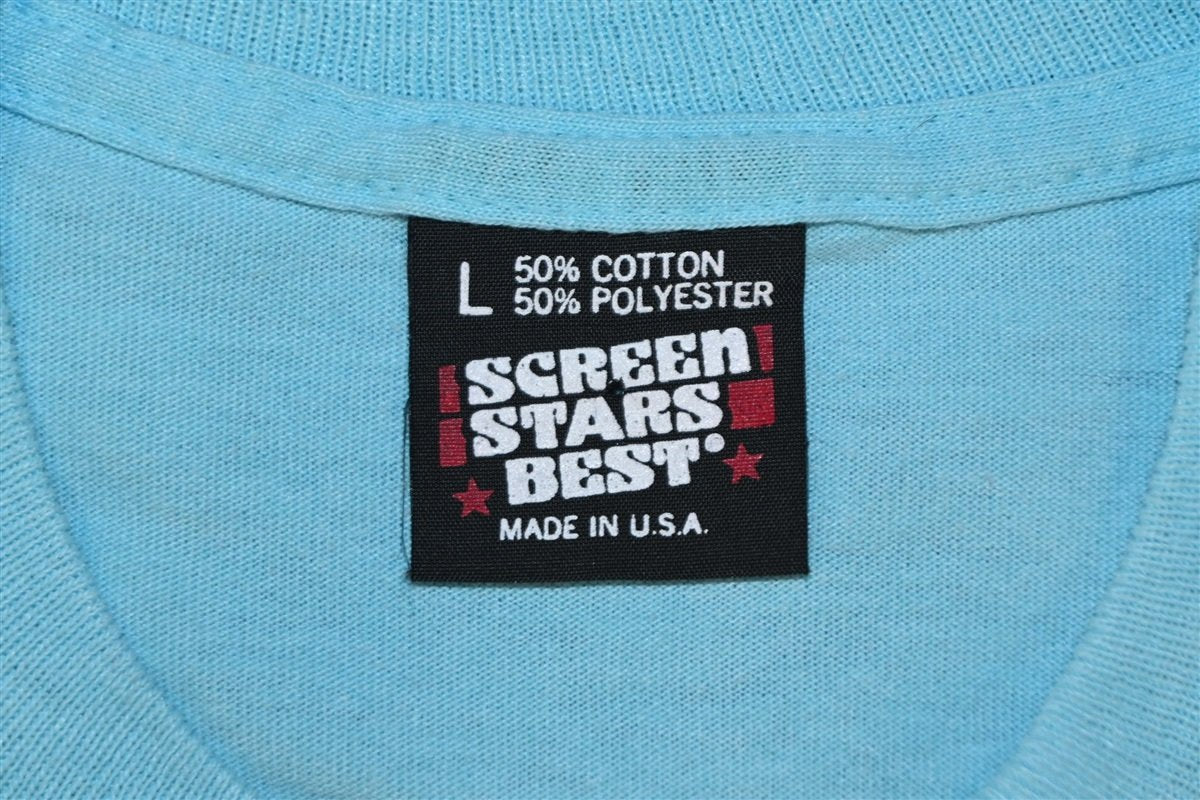 L 50% COTTON
50% POLYESTER
SCREEN
STARS
BEST®
MADE IN U.S.A.